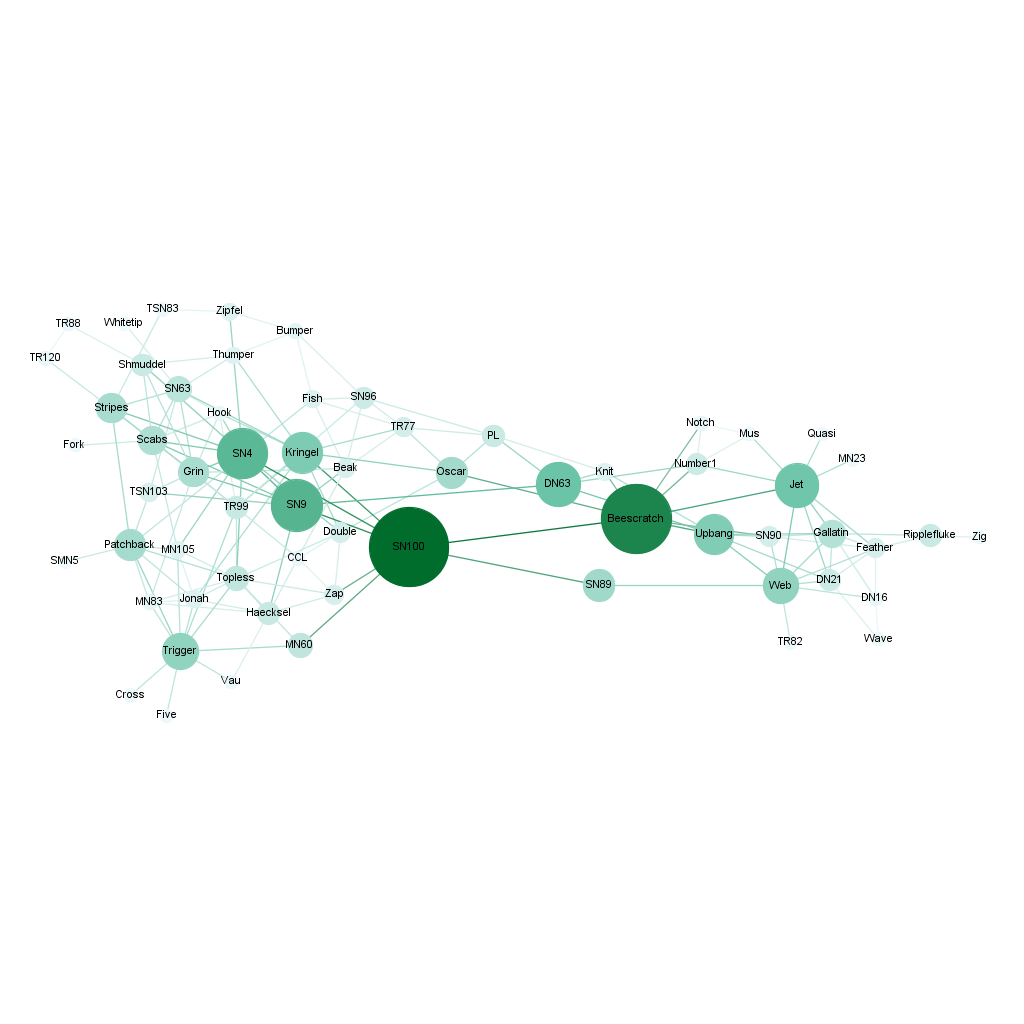 TSN83
Zipfel
TR88
Whitetip
Bumper
TR120
Thumper
Shmuddel
SN63
Fish
SN96
Stripes
Hook
Notch
TR77
Mus
Quasi
PL
Fork
Scabs
SN4
Kringel
MN23
Beak
Number1
Grin
Oscar
Knit
DN63
Jet
TSN103
TR99
SN9
Beescratch
Double
Upbang
SN90
Gallatin
Ripplefluke
Zig
Patchback
MN105
SN100
Feather
SMN5
CCL
Topless
DN21
SN89
Web
MN83
Jonah
Zap
DN16
Haecksel
Wave
TR82
MN60
Trigger
Vau
Cross
Five